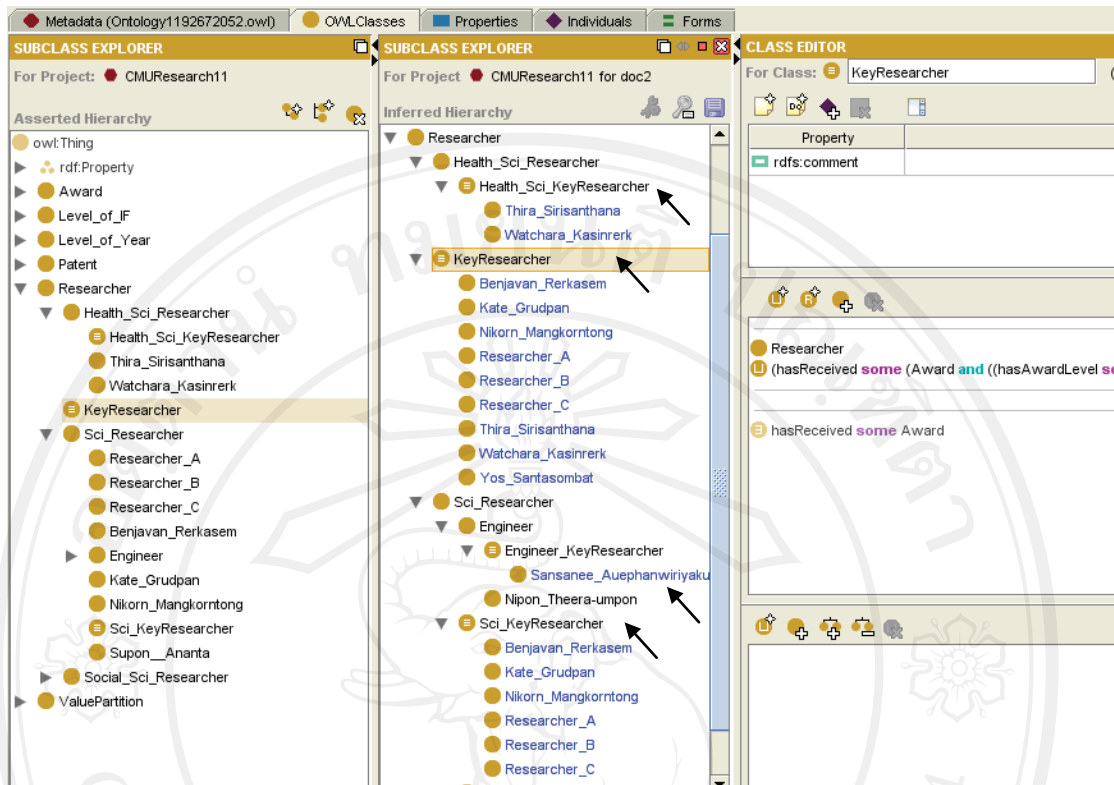 Metadata (Ontology1192672052.owl)
OWLClasses
Properties
Individuals
Forms
SUBCLASS EXPLORER
For Project: CMUResearch11
Asserted Hierarchy
owl:Thing
rdf:Property
Award
Level_of_IF
Level_of_Year
Patent
Researcher
Health_Sci_Researcher
Health_Sci_KeyResearcher
Thira_Sirisanthana
Watchara_Kasinrerk
KeyResearcher
Sci_Researcher
Researcher_A
Researcher_B
Researcher_C
Benjavan_Rerkasem
Engineer
Kate_Grudpan
Nikorn_Mangkorntong
Sci_KeyResearcher
Supon__Ananta
Social_Sci_Researcher
ValuePartition
SUBCLASS EXPLORER
For Project CMUResearch11 for doc2
Inferred Hierarchy
Researcher
Health_Sci_Researcher
Health_Sci_KeyResearcher
Thira_Sirisanthana
Watchara_Kasinrerk
KeyResearcher
Benjavan_Rerkasem
Kate_Grudpan
Nikorn_Mangkorntong
Researcher_A
Researcher_B
Researcher_C
Thira_Sirisanthana
Watchara_Kasinrerk
Yos_Santasombat
Sci_Researcher
Engineer
Engineer_KeyResearcher
Sansanee_Auephanwiriyaku
Nipon_Theera-umpon
Sci_KeyResearcher
Benjavan_Rerkasem
Kate_Grudpan
Nikorn_Mangkorntong
Researcher_A
Researcher_B
Researcher_C
CLASS EDITOR
For Class: KeyResearcher
Property
rdfs:comment
Researcher
(hasReceived some (Award and ((hasAwardLevel so
hasReceived some Award